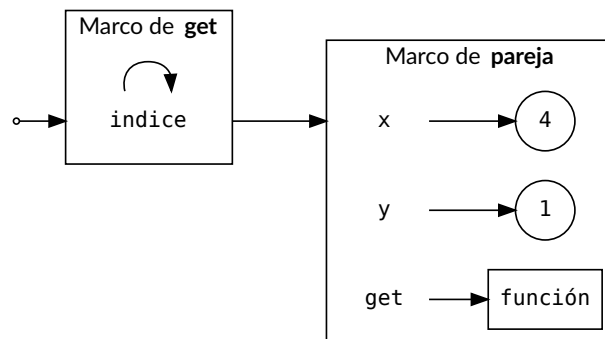 Marco de get
indice
Marco de pareja
x
4
y
1
get
función